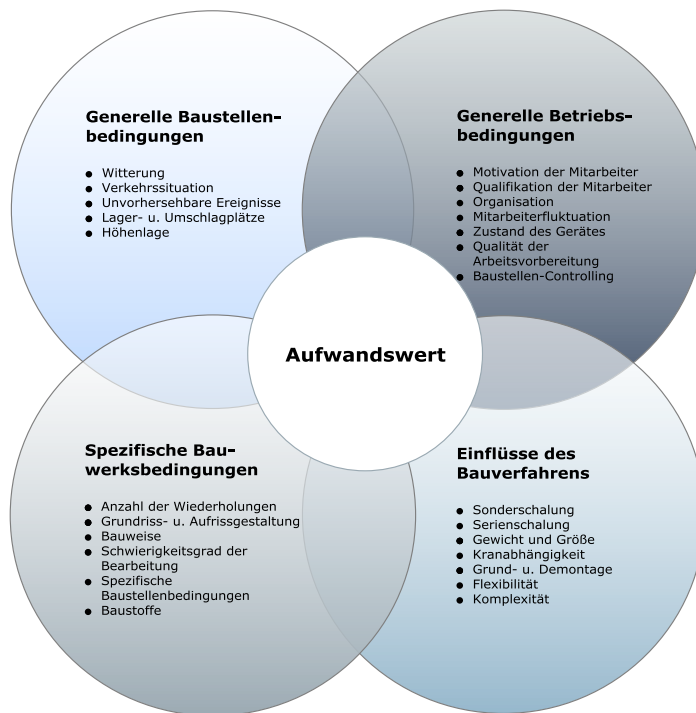 Generelle Baustellen-
bedingungen
● Witterung
● Verkehrssituation
● Unvorhersehbare Ereignisse
● Lager- u. Umschlagplätze
● Höhenlage
Generelle Betriebs-
bedingungen
● Motivation der Mitarbeiter
● Qualifikation der Mitarbeiter
● Organisation
● Mitarbeiterfluktuation
● Zustand des Gerätes
● Qualität der
Arbeitsvorbereitung
● Baustellen-Controlling
Aufwandswert
Spezifische Bau-
werksbedingungen
● Anzahl der Wiederholungen
● Grundriss- u. Aufrissgestaltung
● Bauweise
● Schwierigkeitsgrad der
Bearbeitung
● Spezifische
Baustellenbedingungen
● Baustoffe
Einflüsse des
Bauverfahrens
● Sonderschalung
● Serienschalung
● Gewicht und Größe
● Kranabhängigkeit
● Grund- u. Demontage
● Flexibilität
● Komplexität